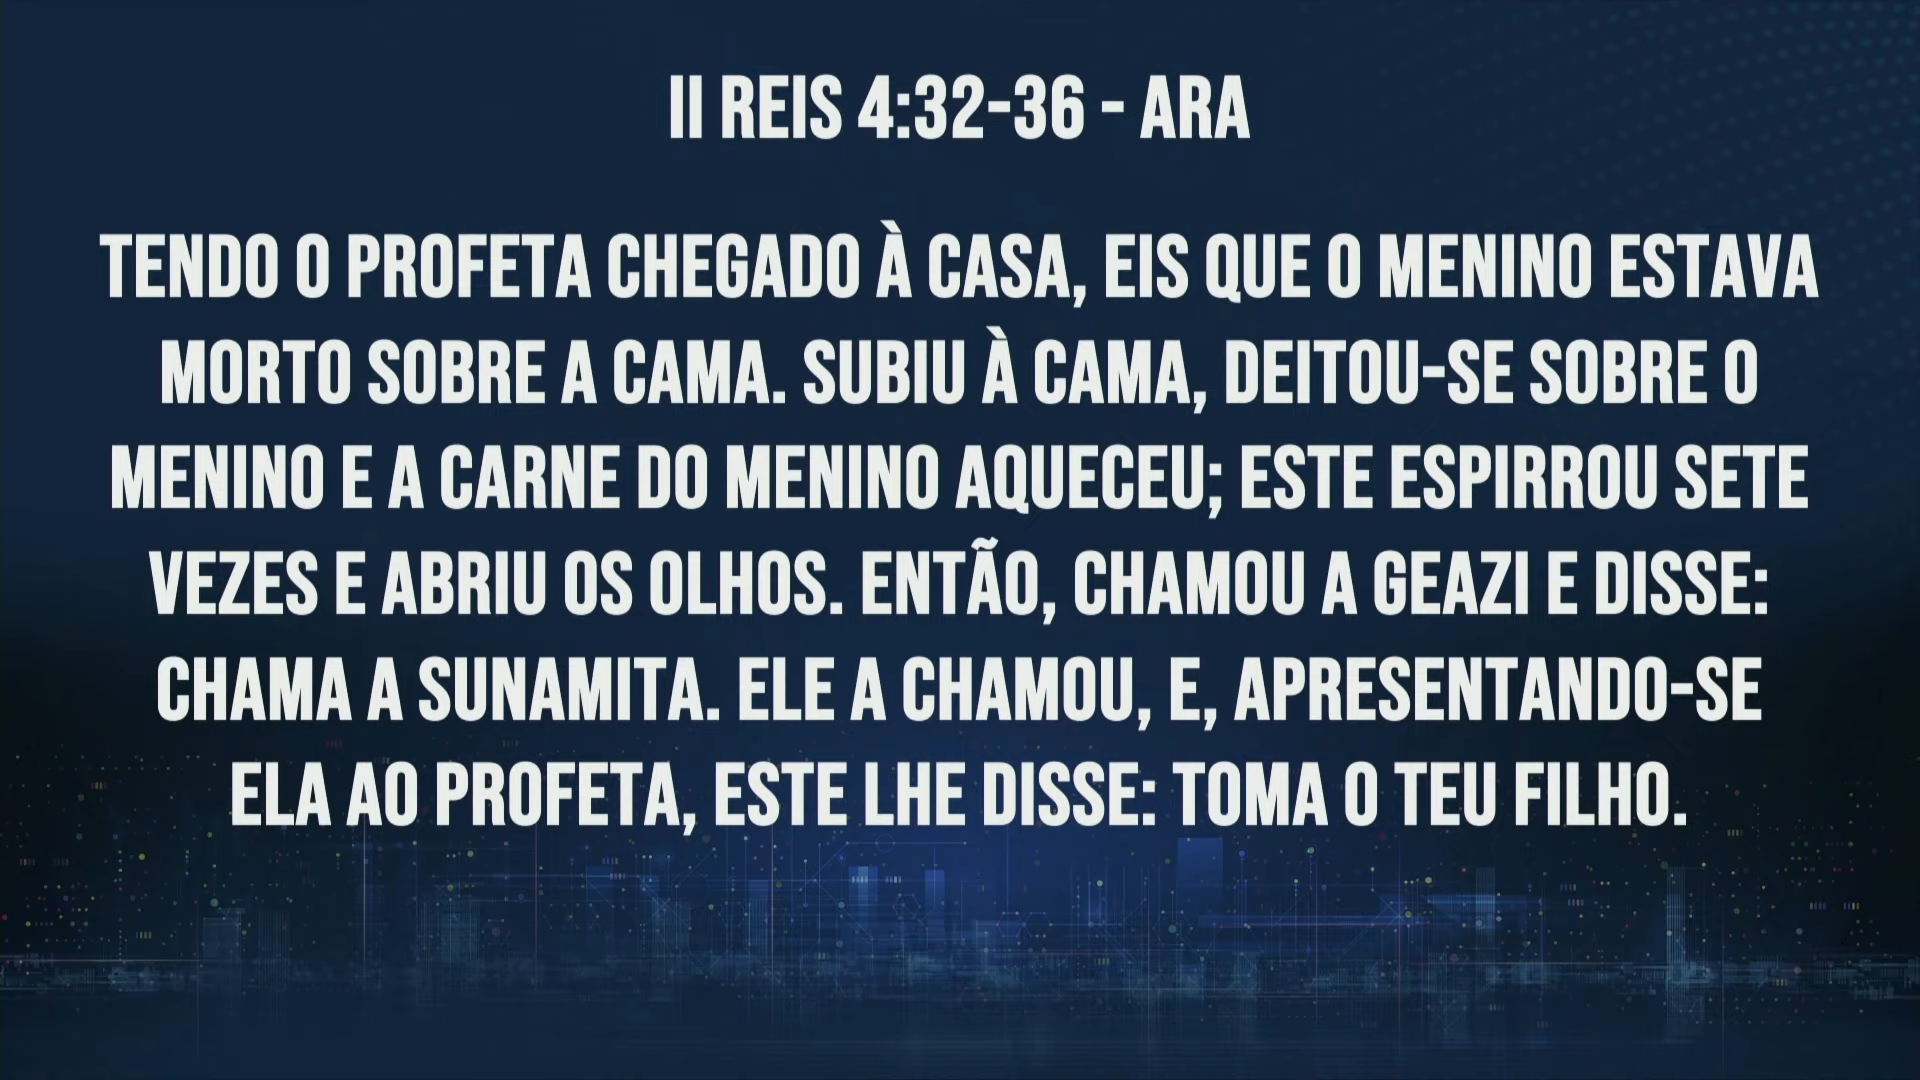 II REIS 4:32-36 - ARA
TENDO O PROFETA CHEGADO À CASA, EIS QUE O MENINO ESTAVA
MORTO SOBRE A CAMA. SUBIU À CAMA, DEITOU-SE SOBRE O
MENINO E A CARNE DO MENINO AQUECEU; ESTE ESPIRROU SETE
VEZES E ABRIU OS OLHOS. ENTÃO, CHAMOU A GEAZI E DISSE:
CHAMA A SUNAMITA. ELE A CHAMOU, E, APRESENTANDO-SE
ELA AO PROFETA, ESTE LHE DISSE: TOMA O TEU FILHO.